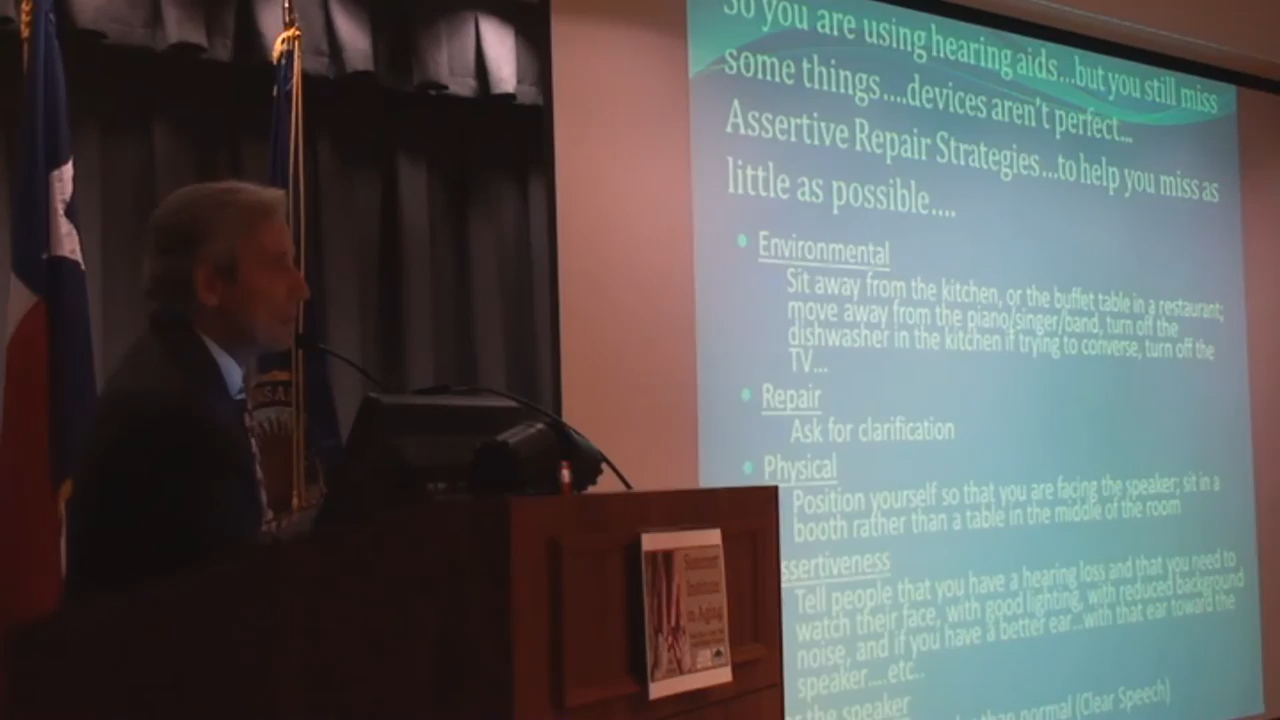 So you are using hearing aids...but you still miss
some things....devices aren't perfect...
Assertive Repair Strategies...to help you miss as
little as possible....
Environmental
Sit away from the kitchen, or the buffet table in a restaurant;
move away from the piano/singer/band, turn off the
dishwasher in the kitchen if trying to converse, turn off the
TV...
Repair
Ask for clarification
Physical
Position yourself so that you are facing the speaker; sit in a
booth rather than a table in the middle of the room
ssertiveness
Tell people that you have a hearing loss and that you need to
watch their face, with good lighting, with reduced background
noise, and if you have a better ear...with that ear toward the
speaker....etc..
the speaker
than normal (Clear Speech)
Summer
Institute
in Aging